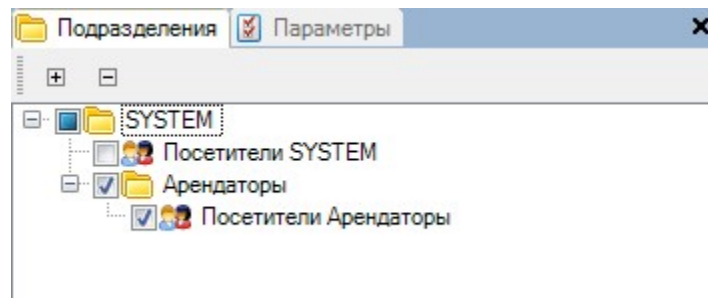 Подразделения Параметры
SYSTEM
Посетители SYSTEM
Арендаторы
Посетители Арендаторы